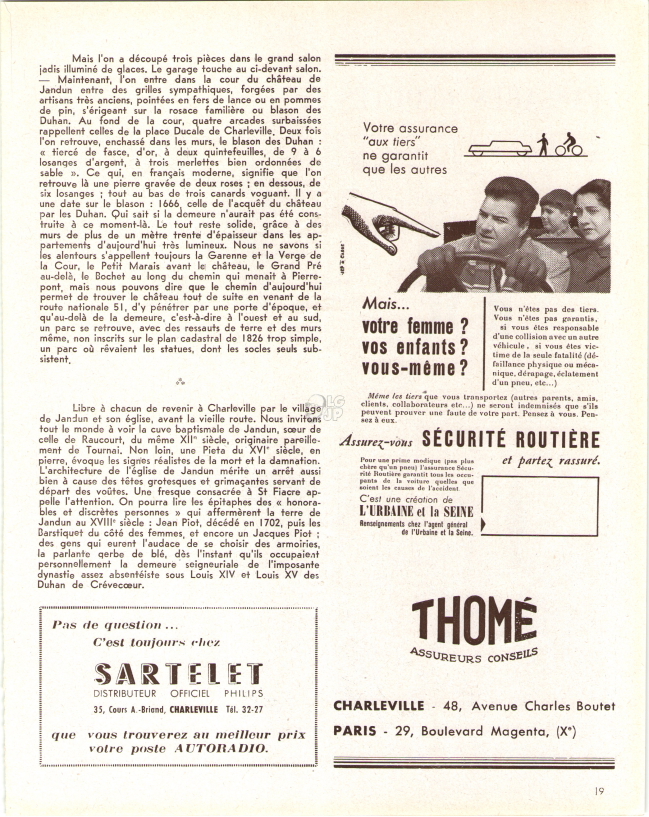 Mais l'on a découpé trois pièces dans le grand salon
jadis illuminé de glaces. Le garage touche au ci-devant salon.
— Maintenant, l'on entre dans la cour du château de
Jandun entre des grilles sympathiques, forgées par des
artisans très anciens, pointées en fers de lance ou en pommes
de pin, s'érigeant sur la rosace familière ou blason des
Duhan. Au fond de la cour, quatre arcades surbaissées
rappellent celles de la place Ducale de Charleville. Deux fois
l'on retrouve, enchassé dans les murs, le blason des Duhan :
« tiercé de fasce, d'or, à deux quintefeuilles, de 9 à 6
losanges d'argent, à trois merlettes bien ordonnées de
sable ». Ce qui, en français moderne, signifie que l'on
retrouve là une pierre gravée de deux roses ; en dessous, de
six losanges ; tout au bas de trois canards voguant. Il y a
une date sur le blason : 1666, celle de l'acquêt du château
par les Duhan. Qui sait si la demeure n'aurait pas été cons-
truite à ce moment-là. Le tout reste solide, grâce à des
murs de plus de un mètre trente d'épaisseur dans les ap-
partements d'aujourd'hui très lumineux. Nous ne savons si
les alentours s'appellent toujours la Garenne et la Verge de
la Cour, le Petit Marais avant le château, le Grand Pré
au-delà, le Bochet au long du chemin qui menait à Pierre-
pont, mais nous pouvons dire que le chemin d'aujourd'hui
permet de trouver le château tout de suite en venant de la
route nationale 51, d'y pénétrer par une porte d'époque, et
qu'au-delà de la demeure, c'est-à-dire à l'ouest et au sud,
un parc se retrouve, avec des ressauts de terre et des murs
même, non inscrits sur le plan cadastral de 1826 trop simple,
un parc où rêvaient les statues, dont les socles seuls sub-
sistent.
Libre à chacun de revenir à Charleville par le village
de Jandun et son église, avant la vieille route. Nous invitons
tout le monde à voir la cuve baptismale de Jandun, sœur de
celle de Raucourt, du même XIIe siècle, originaire pareille-
ment de Tournai. Non loin, une Pieta du XVIe siècle, en
pierre, évoque les signes réalistes de la mort et la damnation.
L'architecture de l'église de Jandun mérite un arrêt aussi
bien à cause des têtes grotesques et grimaçantes servant de
départ des voûtes. Une fresque consacrée à St Fiacre ap-
pelle l'attention. On pourra lire les épitaphes des « honora-
bles et discrètes personnes » qui affermèrent la terre de
Jandun au XVIIIe siècle : Jean Piot, décédé en 1702, puis les
Barstiquet du côté des femmes, et encore un Jacques Piot ;
des gens qui eurent l'audace de se choisir des armoiries,
la parlante gerbe de blé, dès l'instant qu'ils occupaient
personnellement la demeure seigneuriale de l'imposante
dynastie assez absentéiste sous Louis XIV et Louis XV des
Duhan de Crévecœur.
Pas de question...
C'est toujours chez
SARTELET
DISTRIBUTEUR OFFICIEL PHILIPS
35, Cours A.-Briand, CHARLEVILLE Tél. 32-27
que vous trouverez au meilleur prix
votre poste AUTORADIO.
Votre assurance
"aux tiers"
ne garantit
que les autres
Mais...
votre femme ?
vos enfants ?
vous-même ?
Vous n'êtes pas des tiers.
Vous n'êtes pas garantis,
si vous êtes responsable
d'une collision avec un autre
véhicule, si vous êtes vic-
time de la seule fatalité (dé-
faillance physique ou méca-
nique, dérapage, éclatement
d'un pneu, etc...)
Même les tiers que vous transportez (autres parents, amis,
clients, collaborateurs etc...) ne seront indemnisés que s'ils
peuvent prouver une faute de votre part. Pensez à vous. Pen-
sez à eux.
Assurez-vous SÉCURITÉ ROUTIÈRE
et partez rassuré.
Pour une prime modique (pas plus
chère qu'un pneu) l'assurance Sécu-
rité Routière garantit tous les occu-
pants de la voiture quelles que
soient les causes de l'accident
C'est une création de
L'URBAINE et la SEINE
Renseignements chez l'agent général
de l'Urbaine et la Seine.
THOMÉ
ASSUREURS CONSEILS
CHARLEVILLE - 48, Avenue Charles Boutet
PARIS - 29, Boulevard Magenta, (Xe)
19